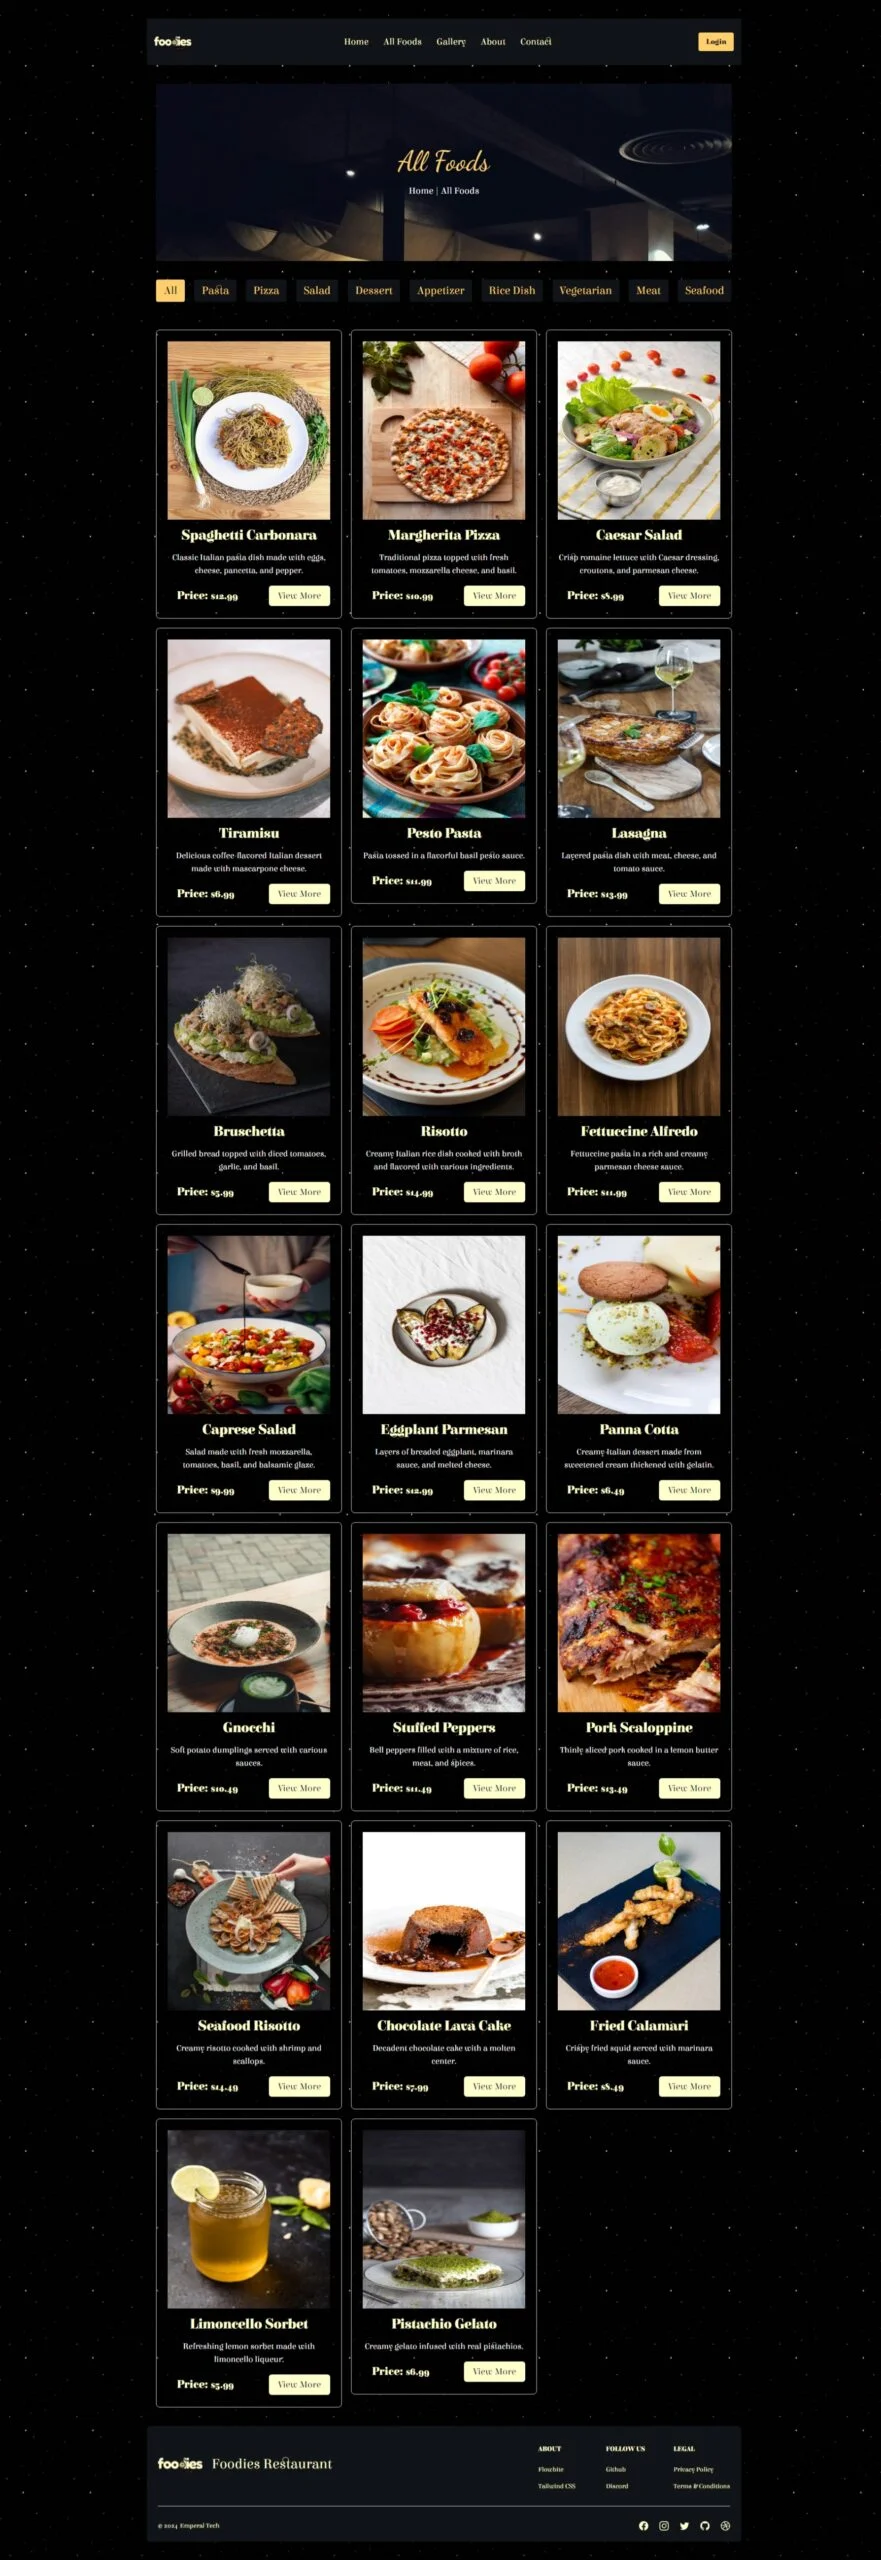 foodies
Home All Foods Gallery About Contact
Login
All Foods
Home | All Foods
All Pasta Pizza Salad Dessert Appetizer Rice Dish Vegetarian Meat Seafood
Spaghetti Carbonara
Classic Italian pasta dish made with eggs,
cheese, pancetta, and pepper.
Price: $12.99 View More
Margherita Pizza
Traditional pizza topped with fresh
tomatoes, mozzarella cheese, and basil.
Price: $10.99 View More
Caesar Salad
Crisp romaine lettuce with Caesar dressing,
croutons, and parmesan cheese.
Price: $8.99 View More
Tiramisu
Delicious coffee-flavored Italian dessert
made with mascarpone cheese.
Price: $6.99 View More
Pesto Pasta
Pasta tossed in a flavorful basil pesto sauce.
Price: $11.99 View More
Lasagna
Layered pasta dish with meat, cheese, and
tomato sauce.
Price: $13.99 View More
Bruschetta
Grilled bread topped with diced tomatoes,
garlic, and basil.
Price: $5.99 View More
Risotto
Creamy Italian rice dish cooked with broth
and flavored with various ingredients.
Price: $14.99 View More
Fettuccine Alfredo
Fettuccine pasta in a rich and creamy
parmesan cheese sauce.
Price: $11.99 View More
Caprese Salad
Salad made with fresh mozzarella,
tomatoes, basil, and balsamic glaze.
Price: $9.99 View More
Eggplant Parmesan
Layers of breaded eggplant, marinara
sauce, and melted cheese.
Price: $12.99 View More
Panna Cotta
Creamy Italian dessert made from
sweetened cream thickened with gelatin.
Price: $6.49 View More
Gnocchi
Soft potato dumplings served with various
sauces.
Price: $10.49 View More
Stuffed Peppers
Bell peppers filled with a mixture of rice,
meat, and spices.
Price: $11.49 View More
Pork Scaloppine
Thinly sliced pork cooked in a lemon butter
sauce.
Price: $13.49 View More
Seafood Risotto
Creamy risotto cooked with shrimp and
scallops.
Price: $14.49 View More
Chocolate Lava Cake
Decadent chocolate cake with a molten
center.
Price: $7.99 View More
Fried Calamari
Crispy fried squid served with marinara
sauce.
Price: $8.49 View More
Limoncello Sorbet
Refreshing lemon sorbet made with
limoncello liqueur.
Price: $5.99 View More
Pistachio Gelato
Creamy gelato infused with real pistachios.
Price: $6.99 View More
foodies Foodies Restaurant
ABOUT
Flowbite
Tailwind CSS
FOLLOW US
Github
Discord
LEGAL
Privacy Policy
Terms & Conditions
© 2024 Emperal Tech